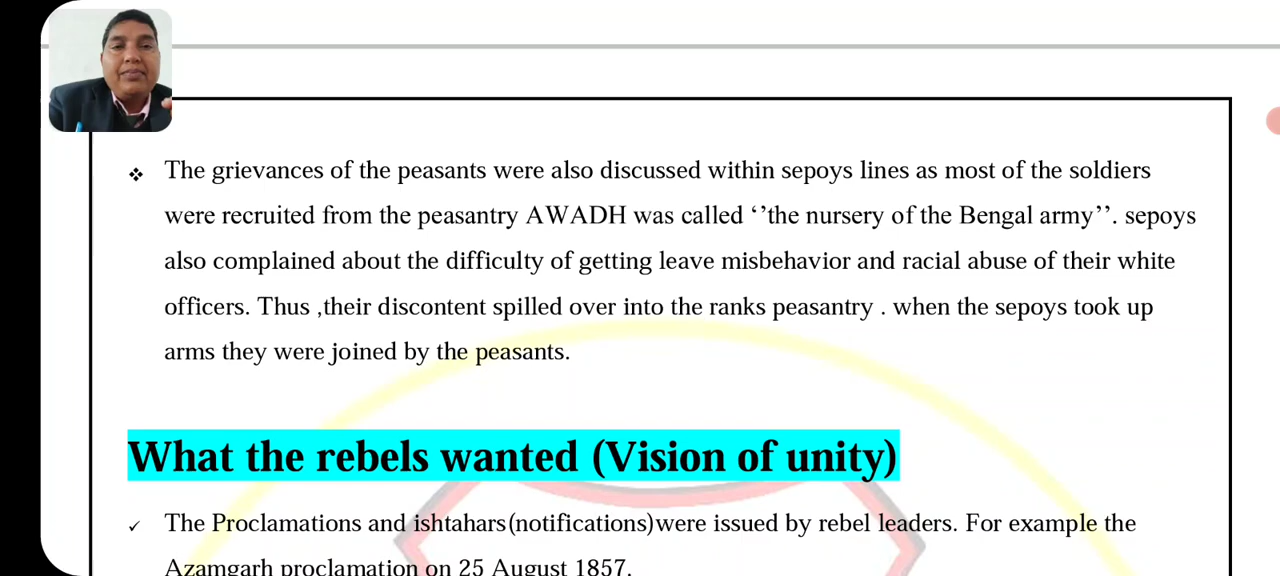 ❖ The grievances of the peasants were also discussed within sepoys lines as most of the soldiers
were recruited from the peasantry AWADH was called ‘’the nursery of the Bengal army’’. sepoys
also complained about the difficulty of getting leave misbehavior and racial abuse of their white
officers. Thus ,their discontent spilled over into the ranks peasantry . when the sepoys took up
arms they were joined by the peasants.
What the rebels wanted (Vision of unity)
✓ The Proclamations and ishtahars(notifications)were issued by rebel leaders. For example the
Azamgarh proclamation on 25 August 1857.